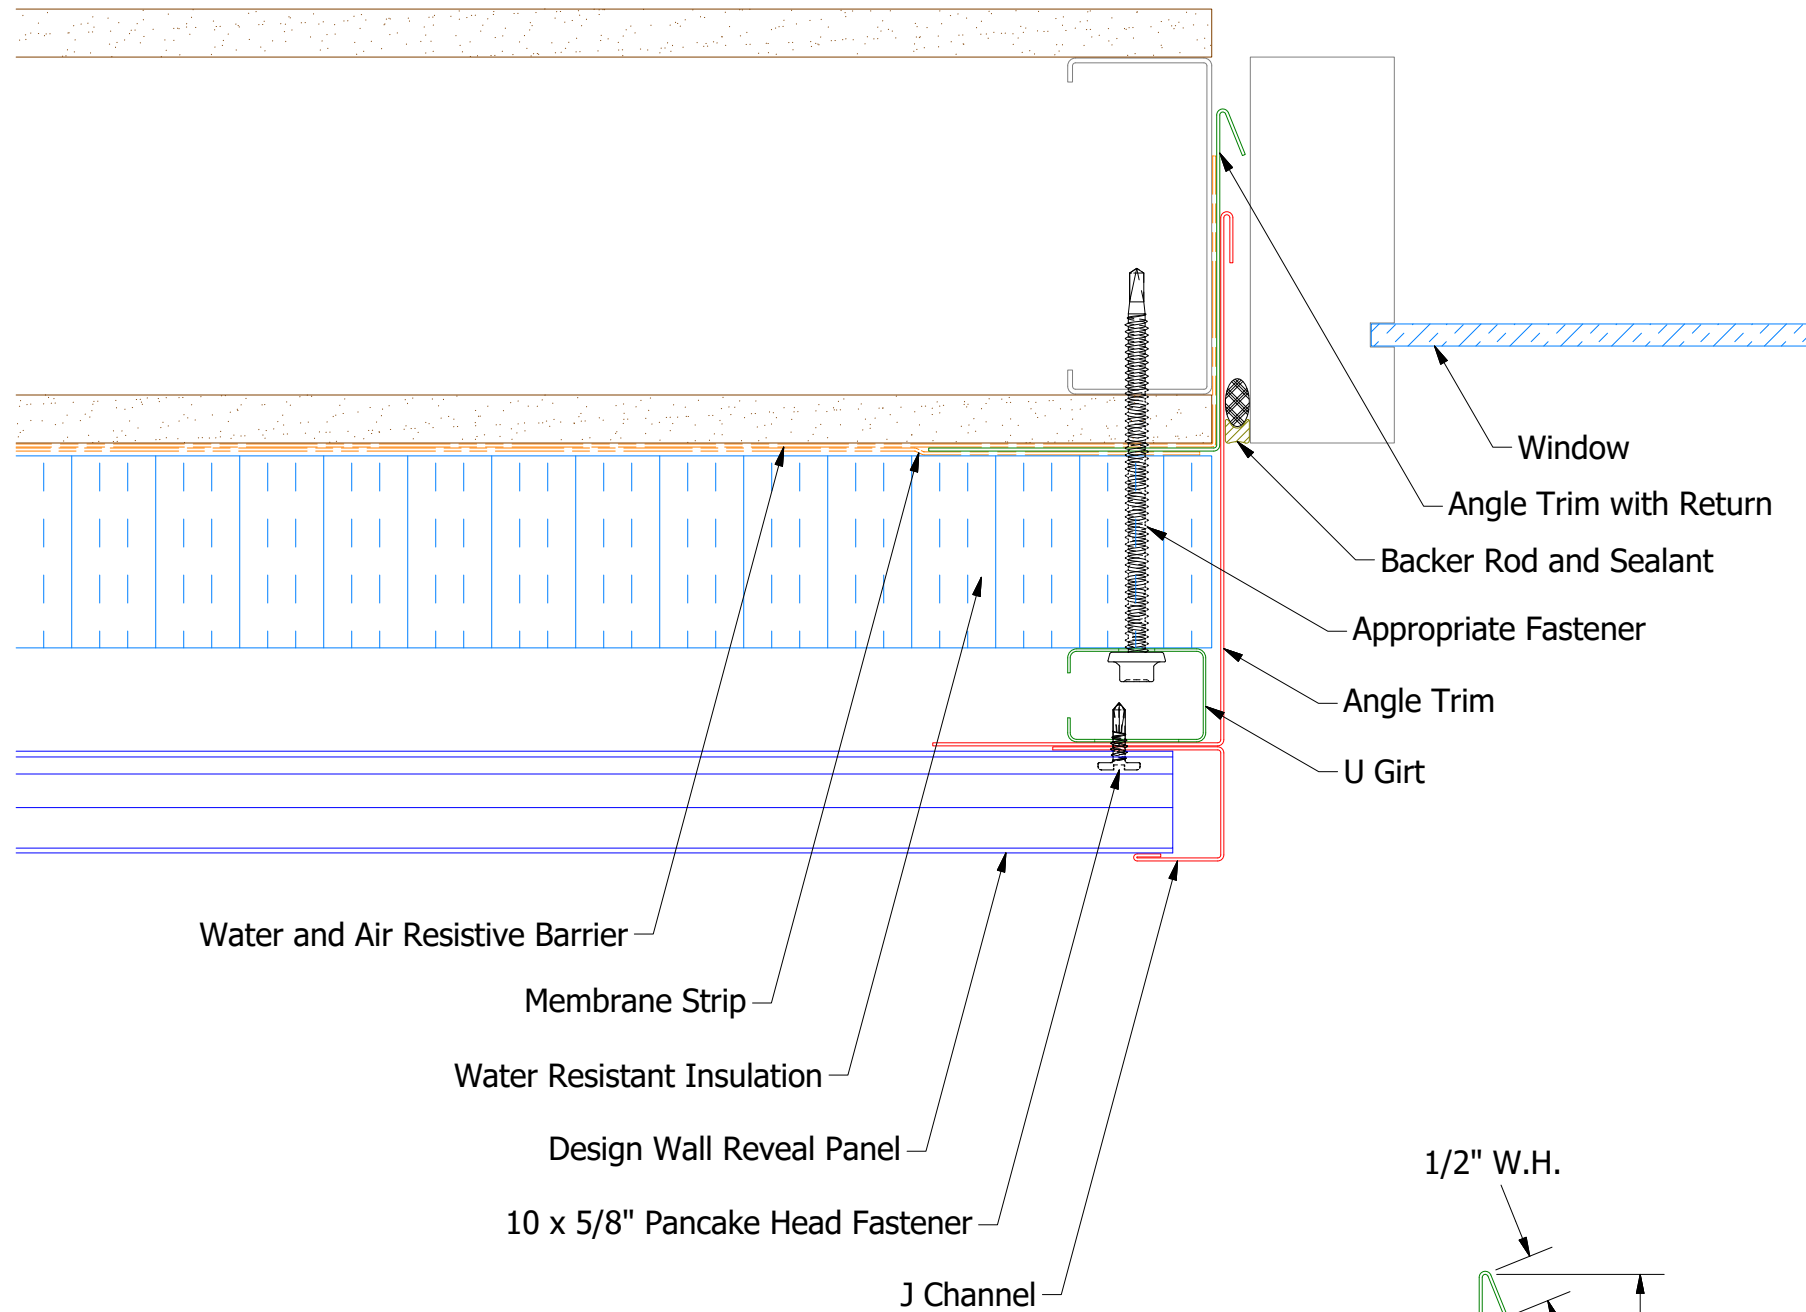 Window
Angle Trim with Return
Backer Rod and Sealant
Appropriate Fastener
Angle Trim
U Girt
Water and Air Resistive Barrier
Membrane Strip
Water Resistant Insulation
Design Wall Reveal Panel
10 x 5/8" Pancake Head Fastener
J Channel
1/2" W.H.